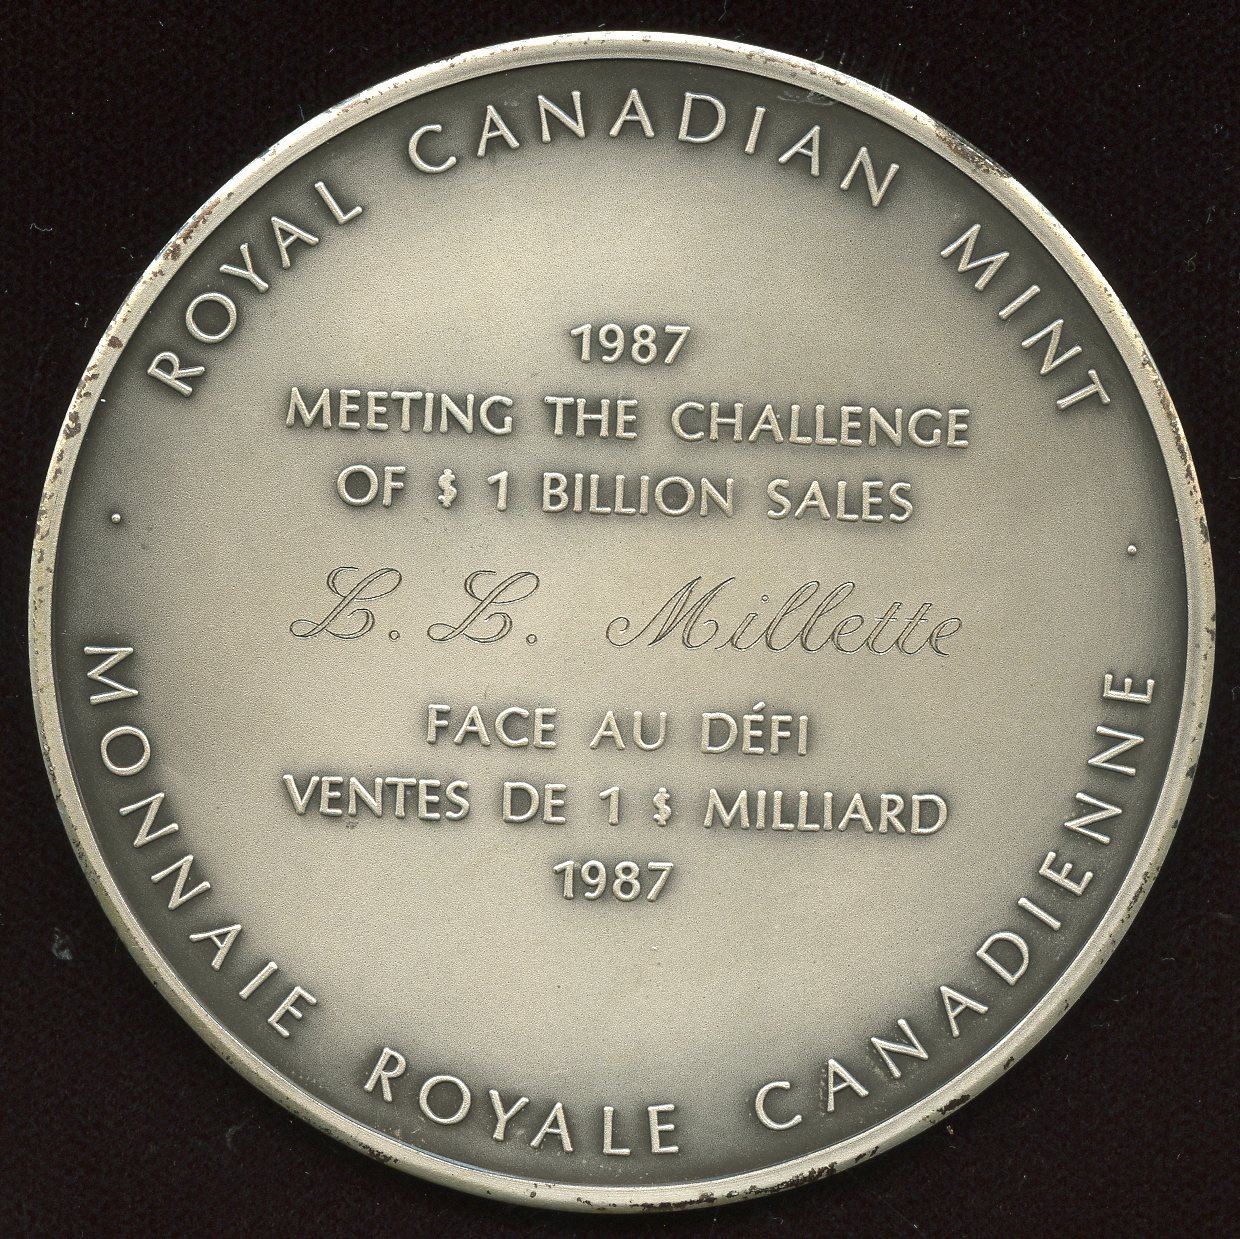 ROYAL CANADIAN MINT
1987
MEETING THE CHALLENGE
OF $ 1 BILLION SALES
L. L. Millette
FACE AU DÉFI
VENTES DE 1 $ MILLIARD
1987
MONNAIE ROYALE CANADIENNE